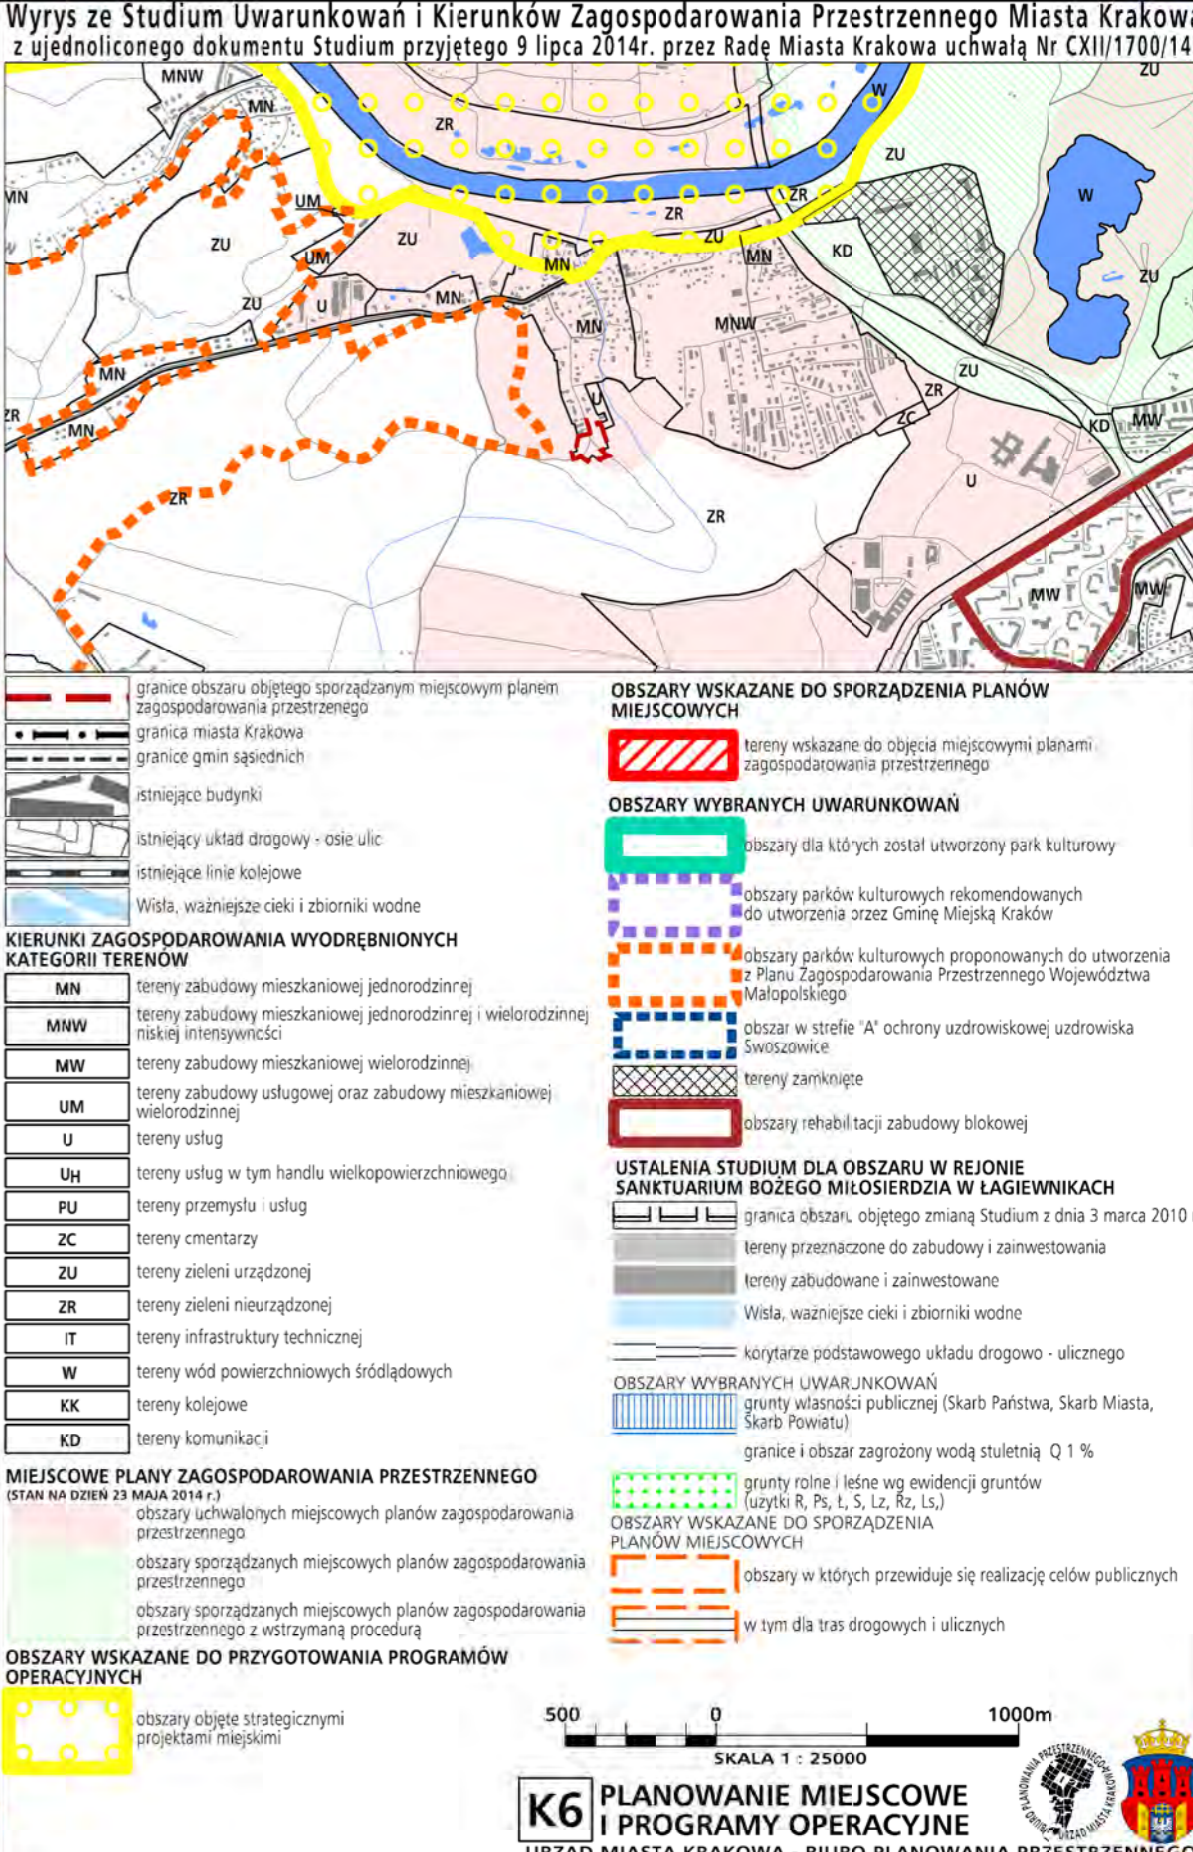 Wyrys ze Studium Uwarunkowań i Kierunków Zagospodarowania Przestrzennego Miasta Krakowa
z ujednoliconego dokumentu Studium przyjętego 9 lipca 2014r. przez Radę Miasta Krakowa uchwałą Nr CXII/1700/14
MNW
ZU
W
MN
ZR
ZU
MN
UM
ZR
W
ZR
ZU
ZU
ZU
KD
UM
MN
MN
ZU
ZU
U
MN
MN
MNW
ZU
MN
U
ZR
ZR
ZC
MW
KD
MN
U
ZR
ZR
MW
MW
granice obszaru objętego sporządzanym miejscowym planem
zagospodarowania przestrzenego
granica miasta Krakowa
granice gmin sąsiednich
istniejące budynki
istniejący układ drogowy - osie ulic
istniejące linie kolejowe
Wisła, ważniejsze cieki i zbiorniki wodne
KIERUNKI ZAGOSPODAROWANIA WYODRĘBNIONYCH
KATEGORII TERENÓW
MN tereny zabudowy mieszkaniowej jednorodzinnej
MNW tereny zabudowy mieszkaniowej jednorodzinnej i wielorodzinnej
niskiej intensywności
MW tereny zabudowy mieszkaniowej wielorodzinnej
UM tereny zabudowy usługowej oraz zabudowy mieszkaniowej
wielorodzinnej
U tereny usług
UH tereny usług w tym handlu wielkopowierzchniowego
PU tereny przemysłu i usług
ZC tereny cmentarzy
ZU tereny zieleni urządzonej
ZR tereny zieleni nieurządzonej
IT tereny infrastruktury technicznej
W tereny wód powierzchniowych śródlądowych
KK tereny kolejowe
KD tereny komunikacji
MIEJSCOWE PLANY ZAGOSPODAROWANIA PRZESTRZENNEGO
(STAN NA DZIEŃ 23 MAJA 2014 r.)
obszary uchwalonych miejscowych planów zagospodarowania
przestrzennego
obszary sporządzanych miejscowych planów zagospodarowania
przestrzennego
obszary sporządzanych miejscowych planów zagospodarowania
przestrzennego z wstrzymaną procedurą
OBSZARY WSKAZANE DO PRZYGOTOWANIA PROGRAMÓW
OPERACYJNYCH
obszary objęte strategicznymi
projektami miejskimi
OBSZARY WSKAZANE DO SPORZĄDZENIA PLANÓW
MIEJSCOWYCH
tereny wskazane do objęcia miejscowymi planami
zagospodarowania przestrzennego
OBSZARY WYBRANYCH UWARUNKOWAŃ
obszary dla których został utworzony park kulturowy
obszary parków kulturowych rekomendowanych
do utworzenia przez Gminę Miejską Kraków
obszary parków kulturowych proponowanych do utworzenia
z Planu Zagospodarowania Przestrzennego Województwa
Małopolskiego
obszar w strefie "A" ochrony uzdrowiskowej uzdrowiska
Swoszowice
tereny zamknięte
obszary rehabilitacji zabudowy blokowej
USTALENIA STUDIUM DLA OBSZARU W REJONIE
SANKTUARIUM BOŻEGO MIŁOSIERDZIA W ŁAGIEWNIKACH
granica obszaru objętego zmianą Studium z dnia 3 marca 2010 r
tereny przeznaczone do zabudowy i zainwestowania
tereny zabudowane i zainwestowane
Wisła, ważniejsze cieki i zbiorniki wodne
korytarze podstawowego układu drogowo - ulicznego
OBSZARY WYBRANYCH UWARUNKOWAŃ
grunty własności publicznej (Skarb Państwa, Skarb Miasta,
Skarb Powiatu)
granice i obszar zagrożony wodą stuletnią Q 1 %
grunty rolne i leśne wg ewidencji gruntów
(użytki R, Ps, Ł, S, Lz, Rz, Ls,)
OBSZARY WSKAZANE DO SPORZĄDZENIA
PLANÓW MIEJSCOWYCH
obszary w których przewiduje się realizację celów publicznych
w tym dla tras drogowych i ulicznych
500 0 1000m
SKALA 1 : 25000
K6 PLANOWANIE MIEJSCOWE
I PROGRAMY OPERACYJNE
BIURO PLANOWANIA PRZESTRZENNEGO
URZĄD MIASTA KRAKOWA
URZĄD MIASTA KRAKOWA - BIURO PLANOWANIA PRZESTRZENNEGO